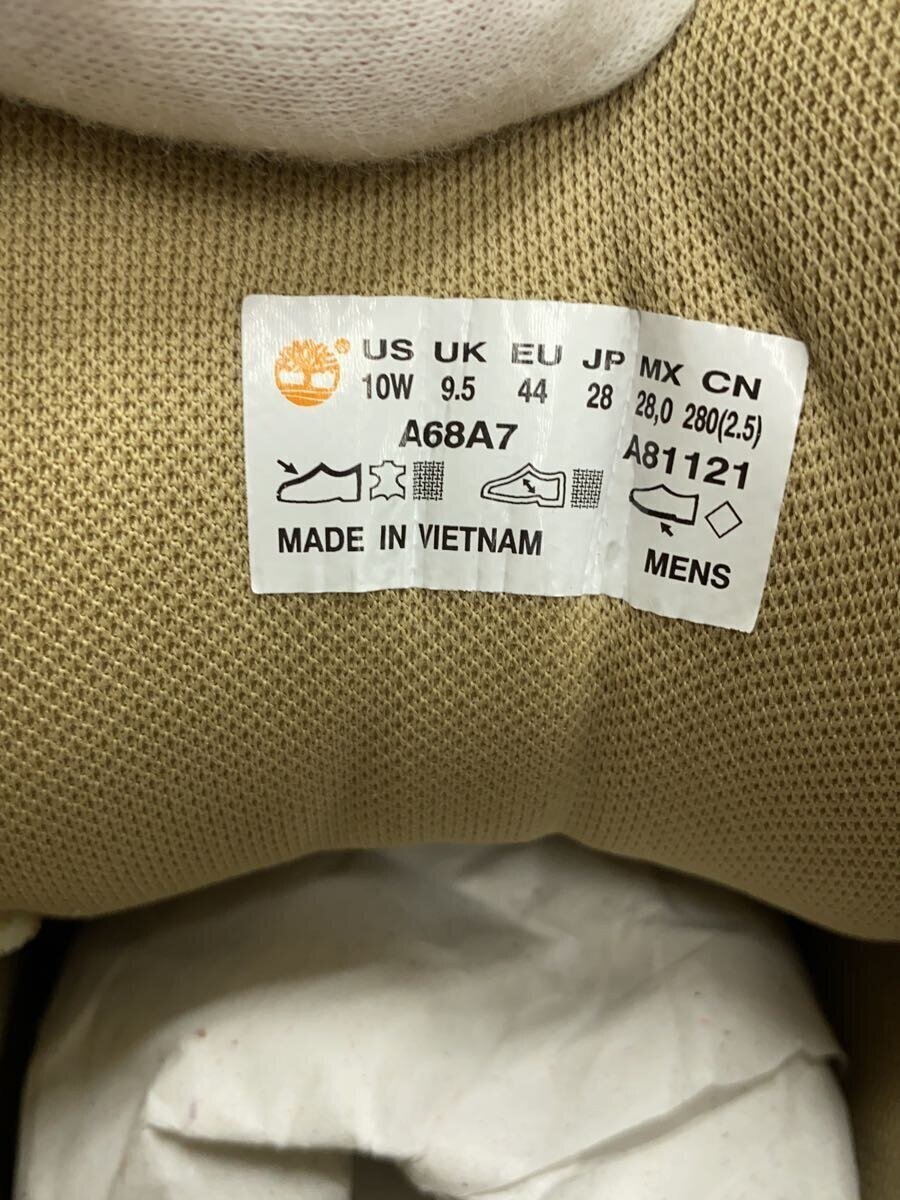 US UK EU JP MX CN
10W 9.5 44 28 28,0 280(2.5)
A68A7 A81121
MADE IN VIETNAM MENS